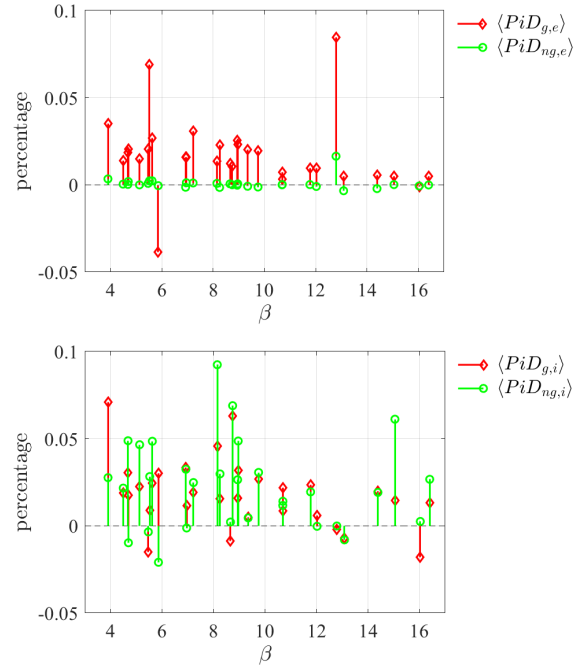 0.1
0.05
0
-0.05
percentage
4 6 8 10 12 14 16
β
⟨PiD_{g,e}⟩
⟨PiD_{ng,e}⟩
0.1
0.05
0
-0.05
percentage
4 6 8 10 12 14 16
β
⟨PiD_{g,i}⟩
⟨PiD_{ng,i}⟩